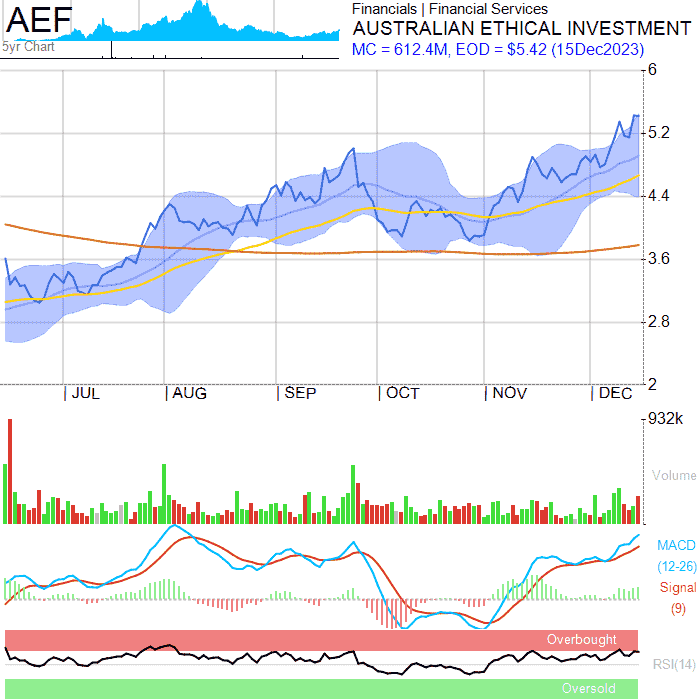 AEF
5yr Chart
Financials | Financial Services
AUSTRALIAN ETHICAL INVESTMENT
MC = 612.4M, EOD = $5.42 (15Dec2023)
6
5.2
4.4
3.6
2.8
2
JUL AUG SEP OCT NOV DEC
932k
Volume
MACD
(12-26)
Signal
(9)
Overbought
RSI(14)
Oversold